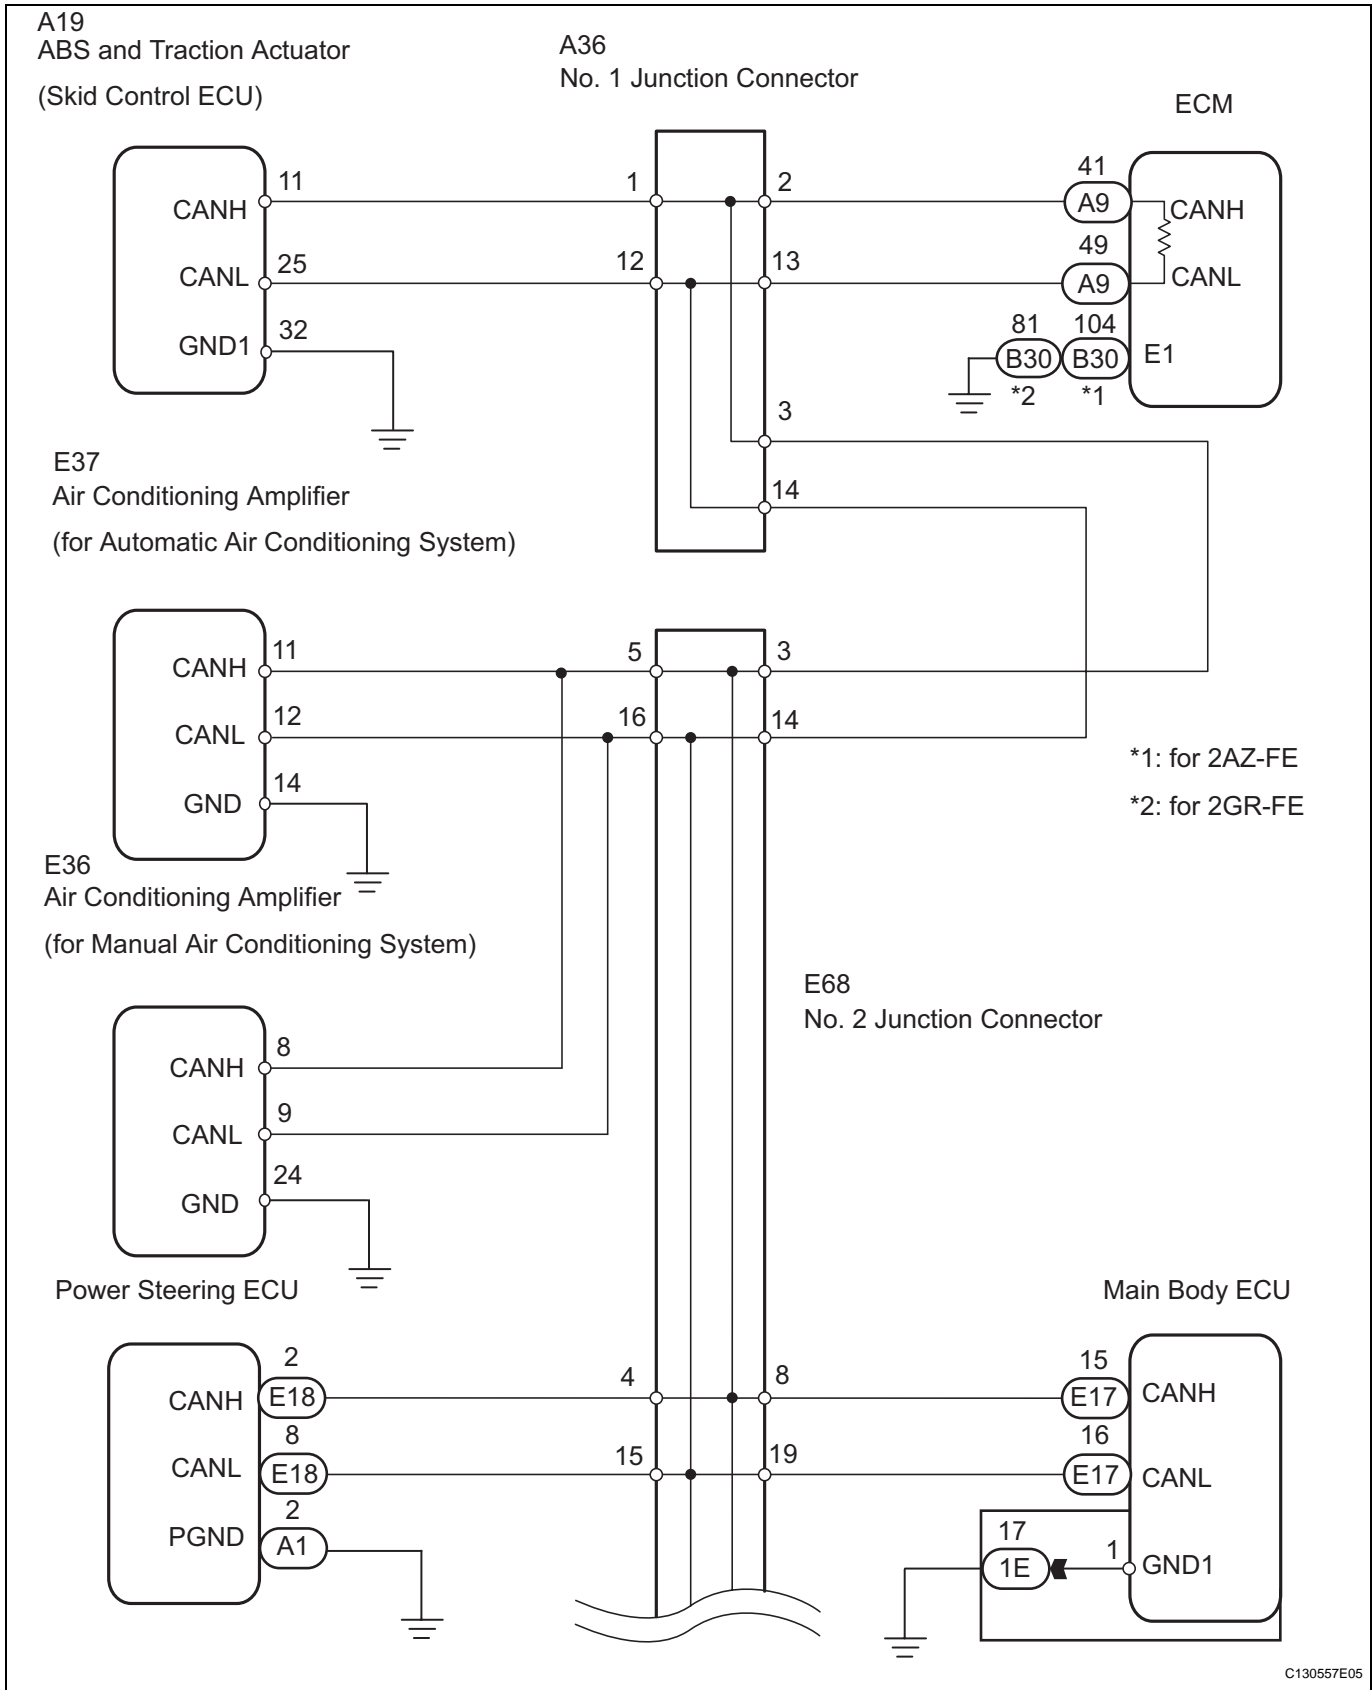 A19
ABS and Traction Actuator
(Skid Control ECU)
A36
No. 1 Junction Connector
ECM
CANH
11
1
2
41
A9
CANH
CANL
25
12
13
49
A9
CANL
GND1
32
81
104
B30
B30
E1
*2
*1
3
14
E37
Air Conditioning Amplifier
(for Automatic Air Conditioning System)
CANH
11
5
3
CANL
12
16
14
GND
14
*1: for 2AZ-FE
*2: for 2GR-FE
E36
Air Conditioning Amplifier
(for Manual Air Conditioning System)
E68
No. 2 Junction Connector
CANH
8
CANL
9
GND
24
Power Steering ECU
Main Body ECU
CANH
2
E18
4
8
15
E17
CANH
CANL
8
E18
15
19
16
E17
CANL
PGND
2
A1
17
1E
1
GND1
C130557E05